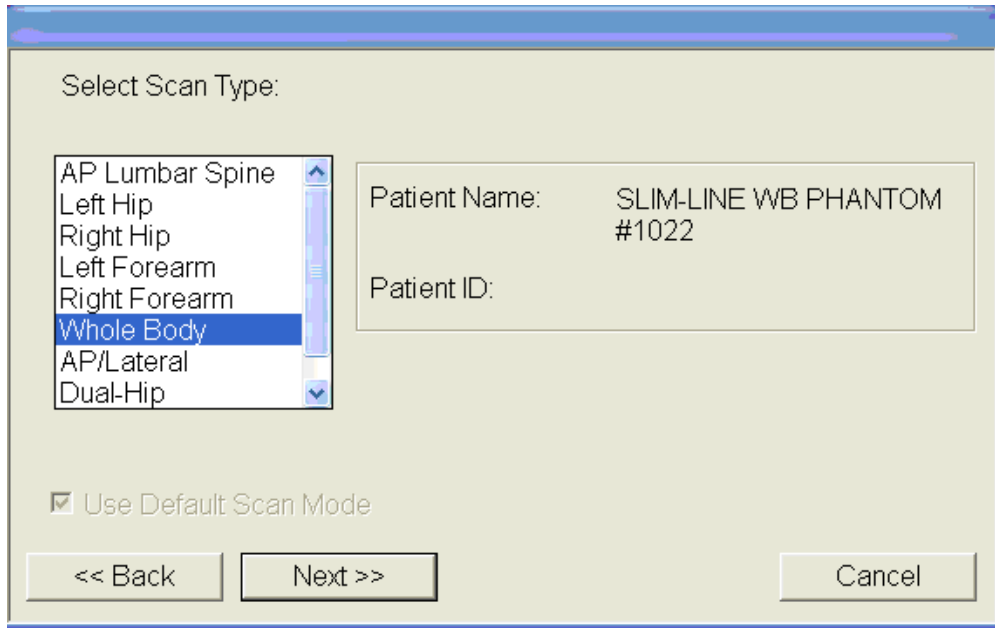 Select Scan Type:
AP Lumbar Spine
Left Hip
Right Hip
Left Forearm
Right Forearm
Whole Body
AP/Lateral
Dual-Hip
Patient Name: SLIM-LINE WB PHANTOM
#1022
Patient ID:
Use Default Scan Mode
<< Back Next >> Cancel